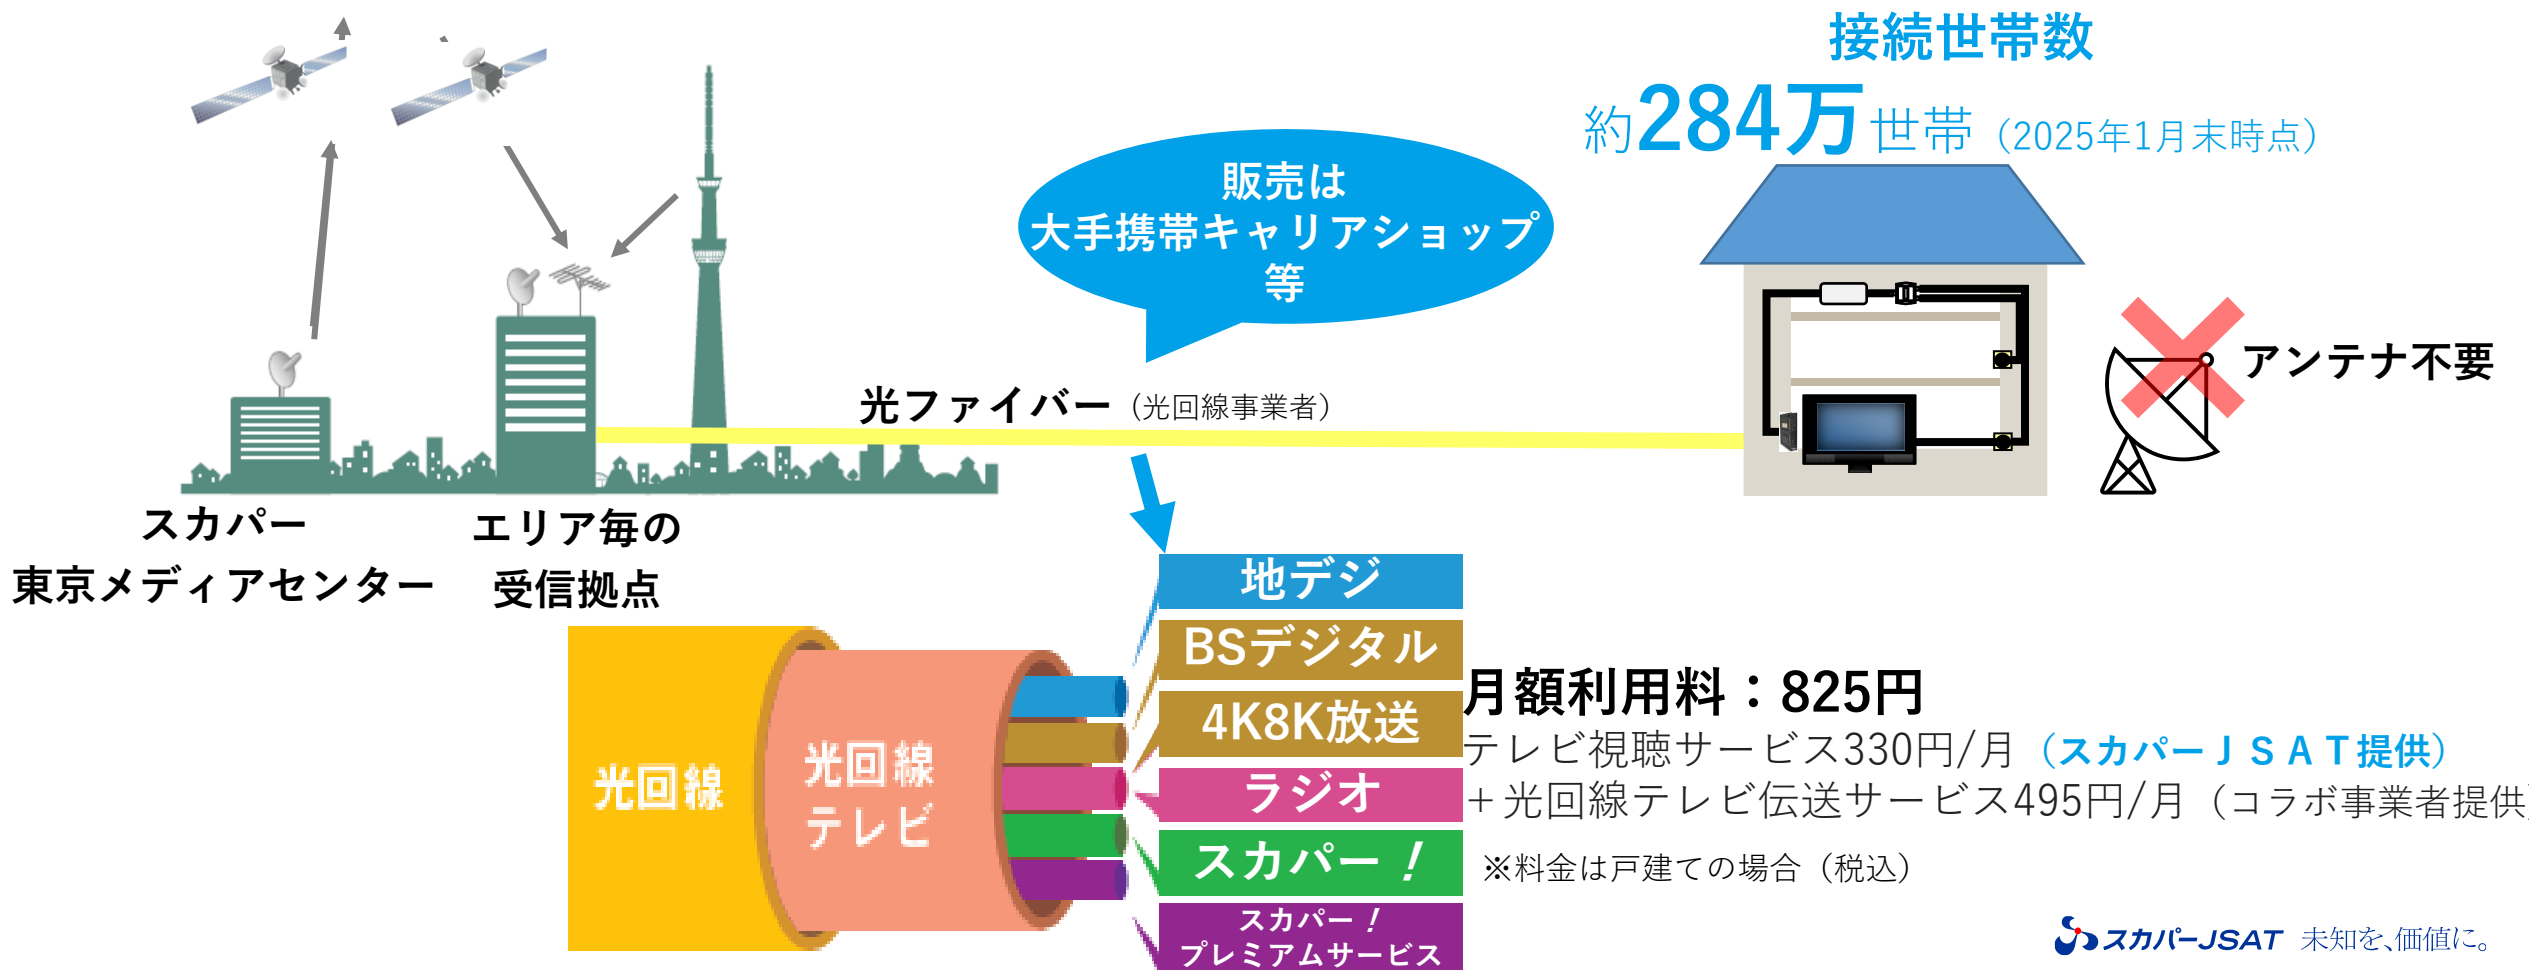 接続世帯数
約284万世帯（2025年1月末時点）
販売は
大手携帯キャリアショップ
等
アンテナ不要
光ファイバー（光回線事業者）
スカパー
東京メディアセンター
エリア毎の
受信拠点
地デジ
BSデジタル
4K8K放送
ラジオ
スカパー！
スカパー！
プレミアムサービス
光回線
光回線
テレビ
月額利用料：825円
テレビ視聴サービス330円/月（スカパーＪＳＡＴ提供）
＋光回線テレビ伝送サービス495円/月（コラボ事業者提供）
※料金は戸建ての場合（税込）
スカパーJSAT 未知を、価値に。